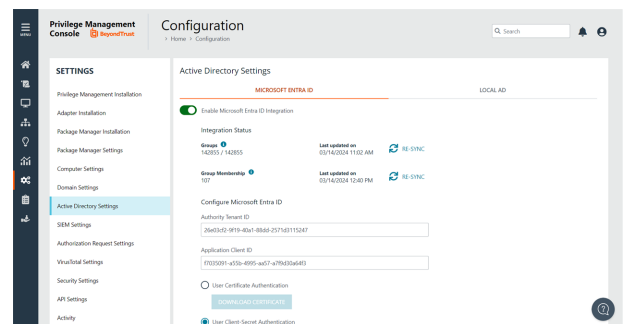 MENU
Privilege Management
Console BeyondTrust
Configuration
Home > Configuration
Search
SETTINGS
Privilege Management Installation
Adapter Installation
Package Manager Installation
Package Manager Settings
Computer Settings
Domain Settings
Active Directory Settings
SIEM Settings
Authorization Request Settings
VirusTotal Settings
Security Settings
API Settings
Activity
Active Directory Settings
MICROSOFT ENTRA ID
LOCAL AD
Enable Microsoft Entra ID Integration
Integration Status
Groups
142855 / 142855
Last updated on
03/14/2024 11:02 AM
RE-SYNC
Group Membership
107
Last updated on
03/14/2024 12:40 PM
RE-SYNC
Configure Microsoft Entra ID
Authority Tenant ID
26e03cf2-9f19-40a1-88dd-2571d3115247
Application Client ID
f7035091-a55b-4995-aa57-a7f9d30a64f3
User Certificate Authentication
DOWNLOAD CERTIFICATE
User Client-Secret Authentication